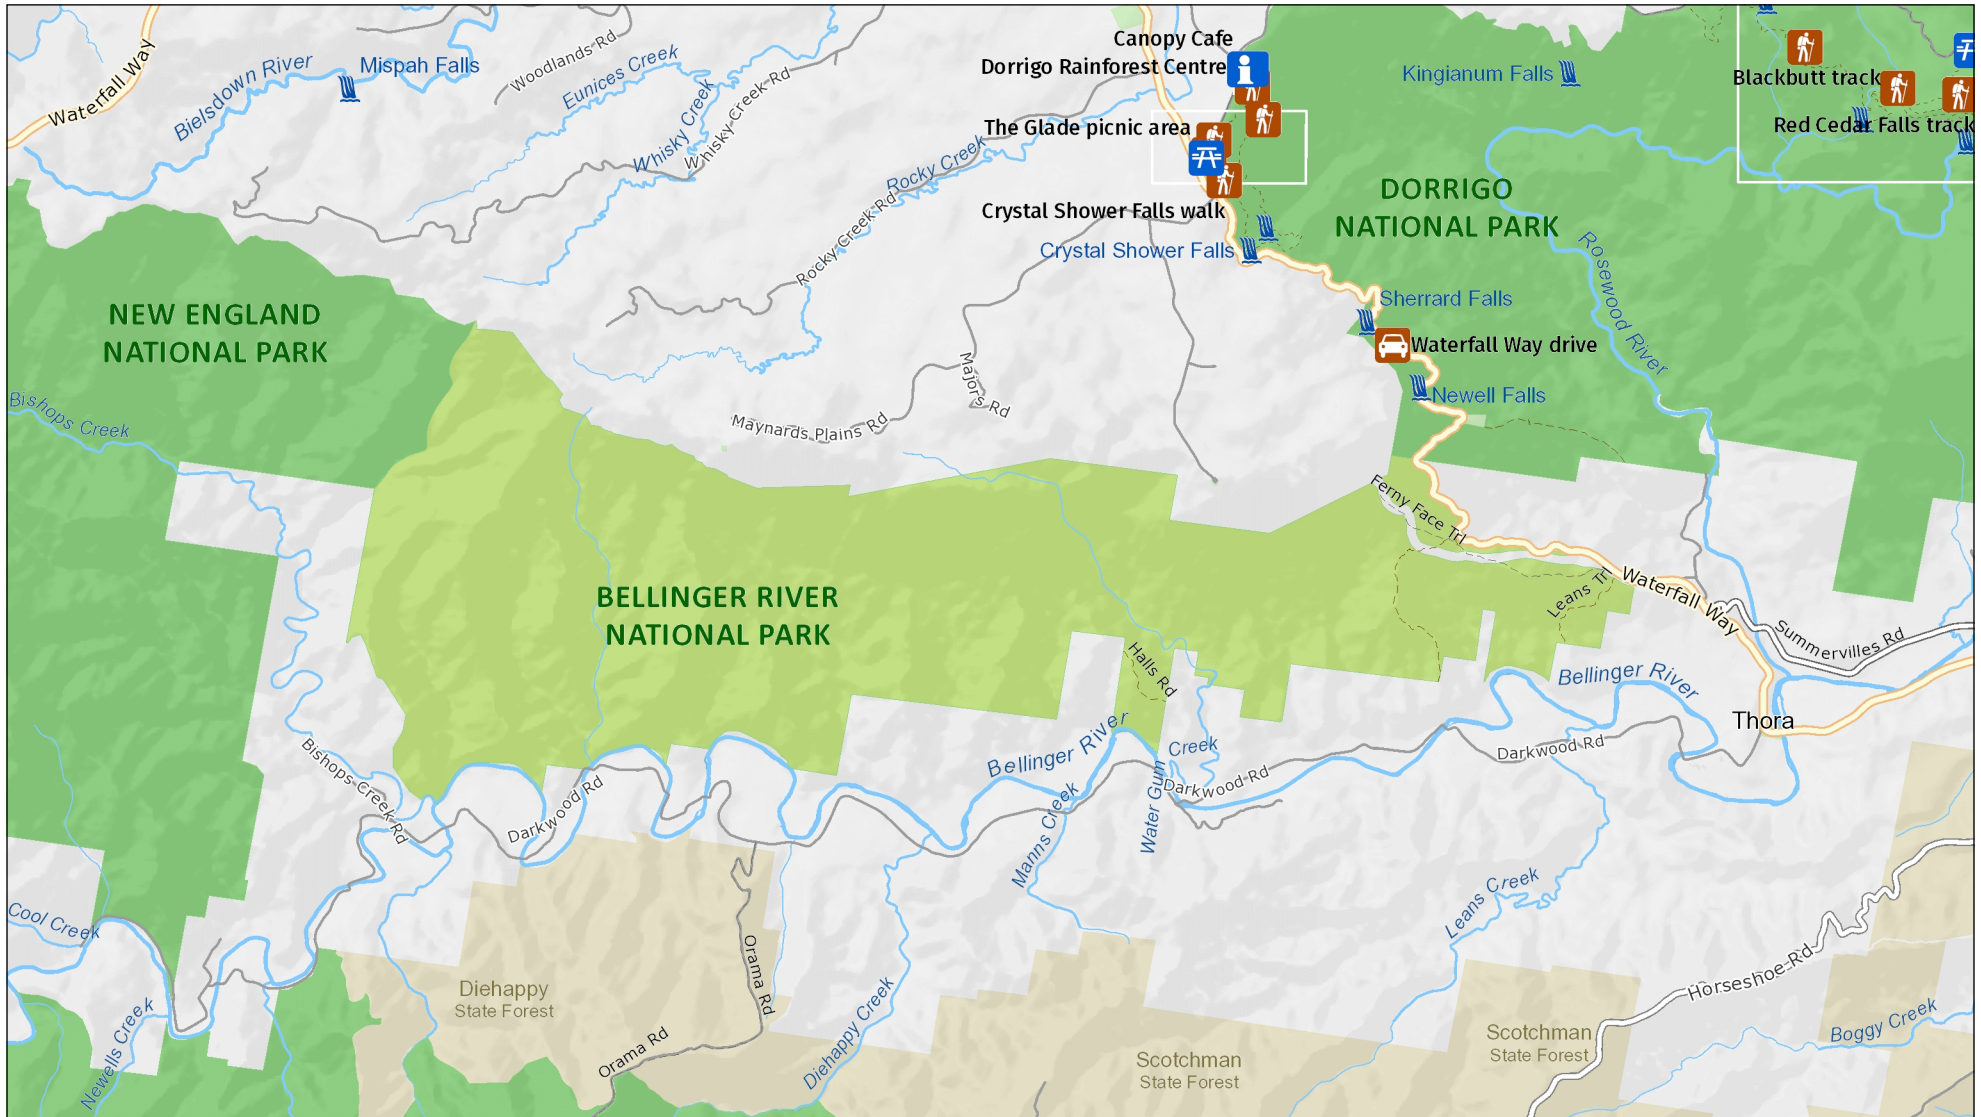 Canopy Cafe
Dorrigo Rainforest Centre
Waterfall Way
Bielsdown River
Mispah Falls
Woodlands Rd
Eunices Creek
Whisky Creek
Whisky Creek Rd
Kingianum Falls
Blackbutt track
Red Cedar Falls track
The Glade picnic area
Rocky Creek
Rocky Creek Rd
Crystal Shower Falls walk
Crystal Shower Falls
DORRIGO
NATIONAL PARK
Rosewood River
Sherrard Falls
Waterfall Way drive
Newell Falls
NEW ENGLAND
NATIONAL PARK
Bishops Creek
Majors Rd
Maynards Plains Rd
Ferny Face Trl
Leans Trl
Waterfall Way
Summervilles Rd
BELLINGER RIVER
NATIONAL PARK
Halls Rd
Bellinger River
Thora
Bellinger River
Creek
Water Gum
Darkwood Rd
Darkwood Rd
Bishops Creek Rd
Darkwood Rd
Manns Creek
Leans Creek
Cool Creek
Orama Rd
Diehappy
State Forest
Horseshoe Rd
Newells Creek
Orama Rd
Diehappy Creek
Scotchman
State Forest
Scotchman
State Forest
Boggy Creek